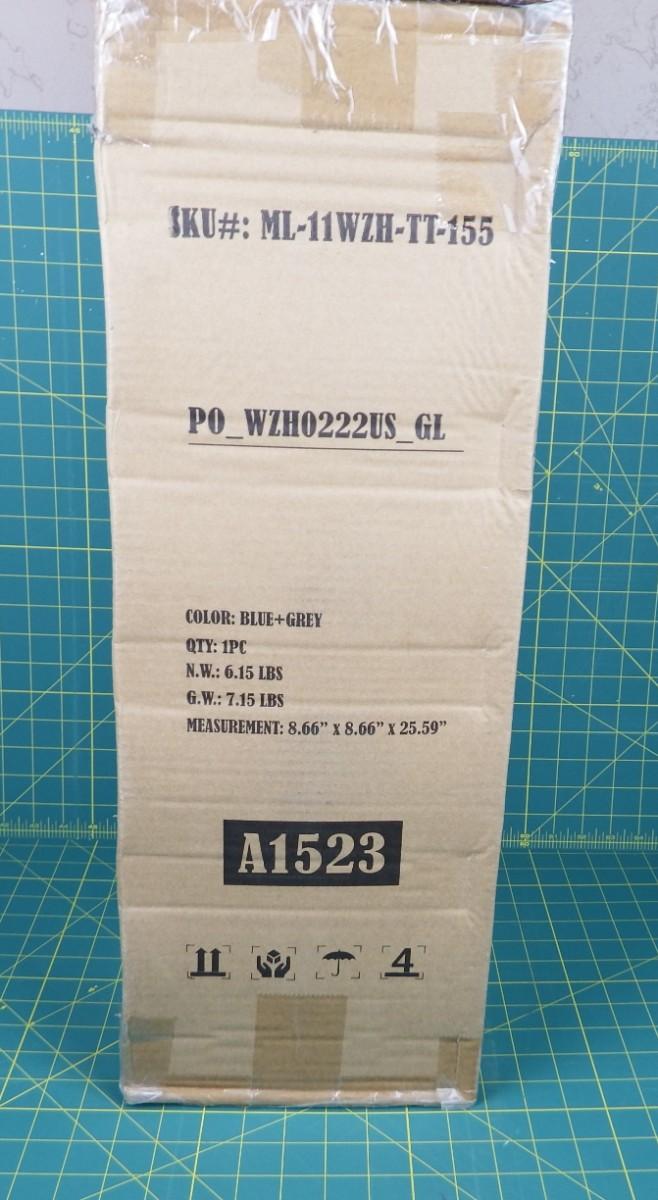 SKU#: ML-11WZH-TT-155
PO_WZH0222US_GL
COLOR: BLUE+GREY
QTY: 1PC
N.W.: 6.15 LBS
G.W.: 7.15 LBS
MEASUREMENT: 8.66” X 8.66” X 25.59”
A1523
4